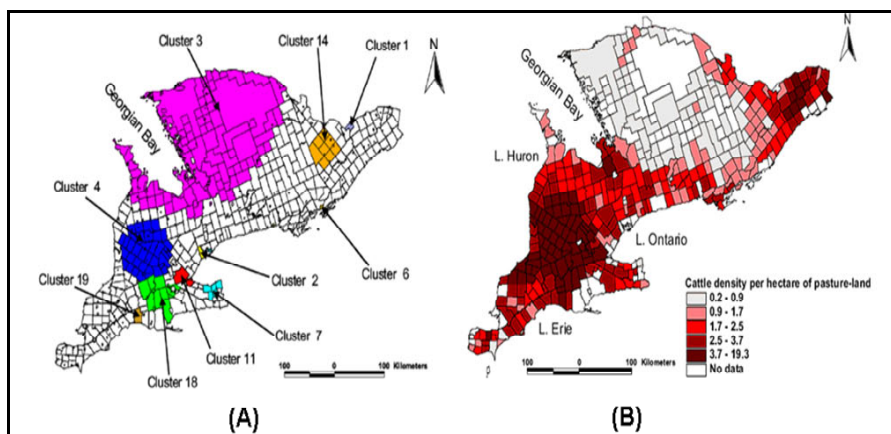 Cluster 3
Cluster 14
Cluster 1
N
Georgian Bay
Cluster 4
Cluster 19
Cluster 2
Cluster 6
Cluster 7
Cluster 11
Cluster 18
100 0 100 Kilometers
(A)
N
Georgian Bay
L. Huron
L. Ontario
L. Erie
Cattle density per hectare of pasture-land
0.2 - 0.9
0.9 - 1.7
1.7 - 2.5
2.5 - 3.7
3.7 - 19.3
No data
100 0 100 Kilometers
(B)